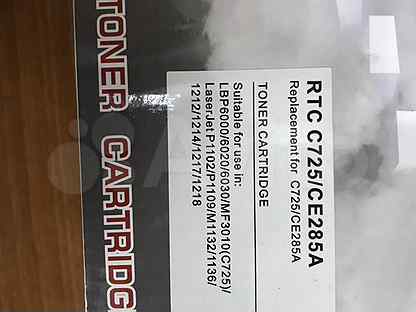 TONER CARTRIDG
RTC C725/CE285A
Replacement for C725/CE285A
TONER CARTRIDGE
Suitable for use in:
LBP6000/6020/6030/MF3010(C725)/
LaserJet P1102/P1109/M1132/1136/
1212/1214/1217/1218